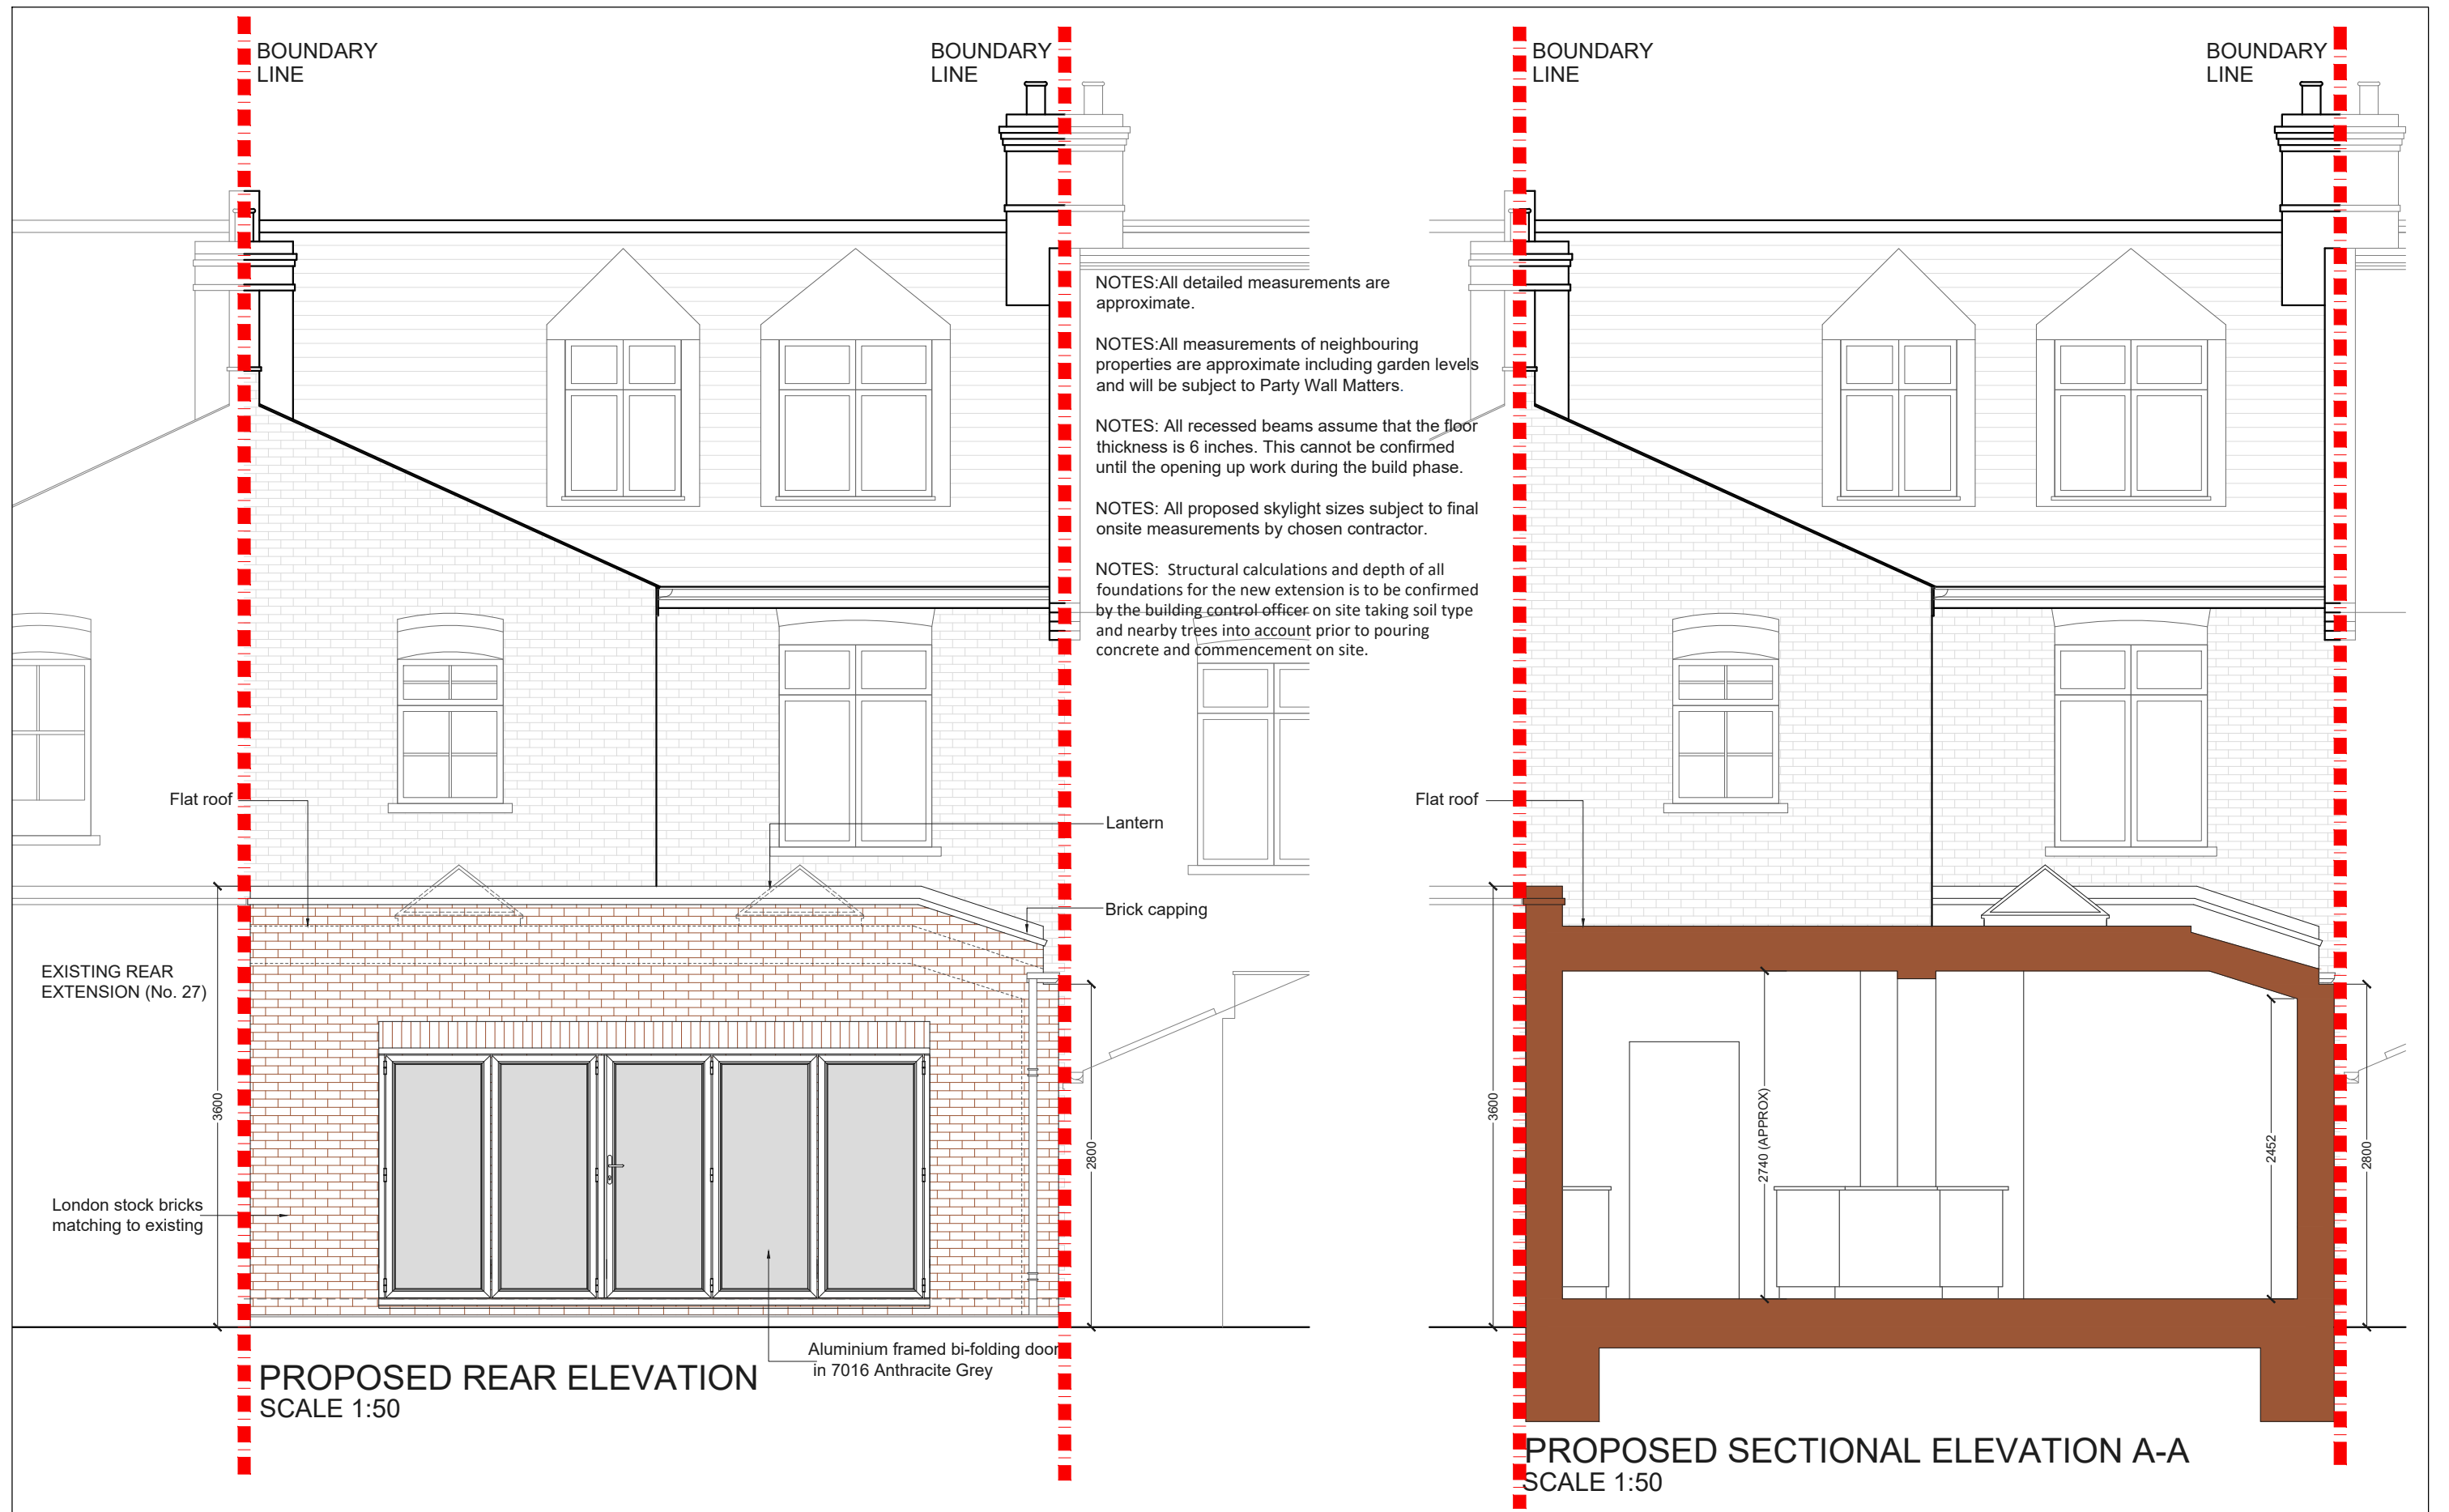 BOUNDARY
LINE
BOUNDARY
LINE
NOTES:All detailed measurements are
approximate.
NOTES:All measurements of neighbouring
properties are approximate including garden levels
and will be subject to Party Wall Matters.
NOTES: All recessed beams assume that the floor
thickness is 6 inches. This cannot be confirmed
until the opening up work during the build phase.
NOTES: All proposed skylight sizes subject to final
onsite measurements by chosen contractor.
NOTES: Structural calculations and depth of all
foundations for the new extension is to be confirmed
by the building control officer on site taking soil type
and nearby trees into account prior to pouring
concrete and commencement on site.
Flat roof
Lantern
Brick capping
EXISTING REAR
EXTENSION (No. 27)
3600
2800
London stock bricks
matching to existing
Aluminium framed bi-folding door
in 7016 Anthracite Grey
PROPOSED REAR ELEVATION
SCALE 1:50
BOUNDARY
LINE
BOUNDARY
LINE
Flat roof
3600
2740 (APPROX)
2452
2800
PROPOSED SECTIONAL ELEVATION A-A
SCALE 1:50